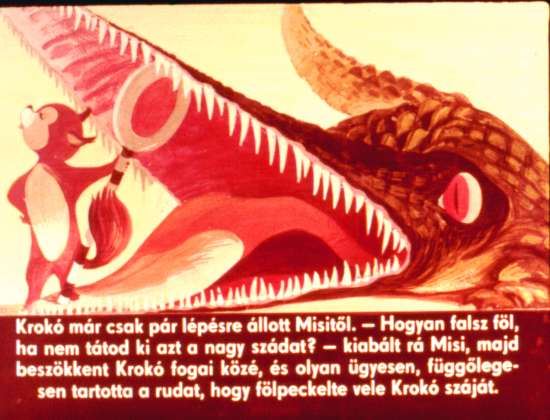 Krokó már csak pár lépésre állott Misitől. – Hogyan falsz föl,
ha nem tátod ki azt a nagy szádat? – kiabált rá Misi, majd
beszökkent Krokó fogai közé, és olyan ügyesen, függőlege-
sen tartotta a rudat, hogy fölpeckelte vele Krokó száját.